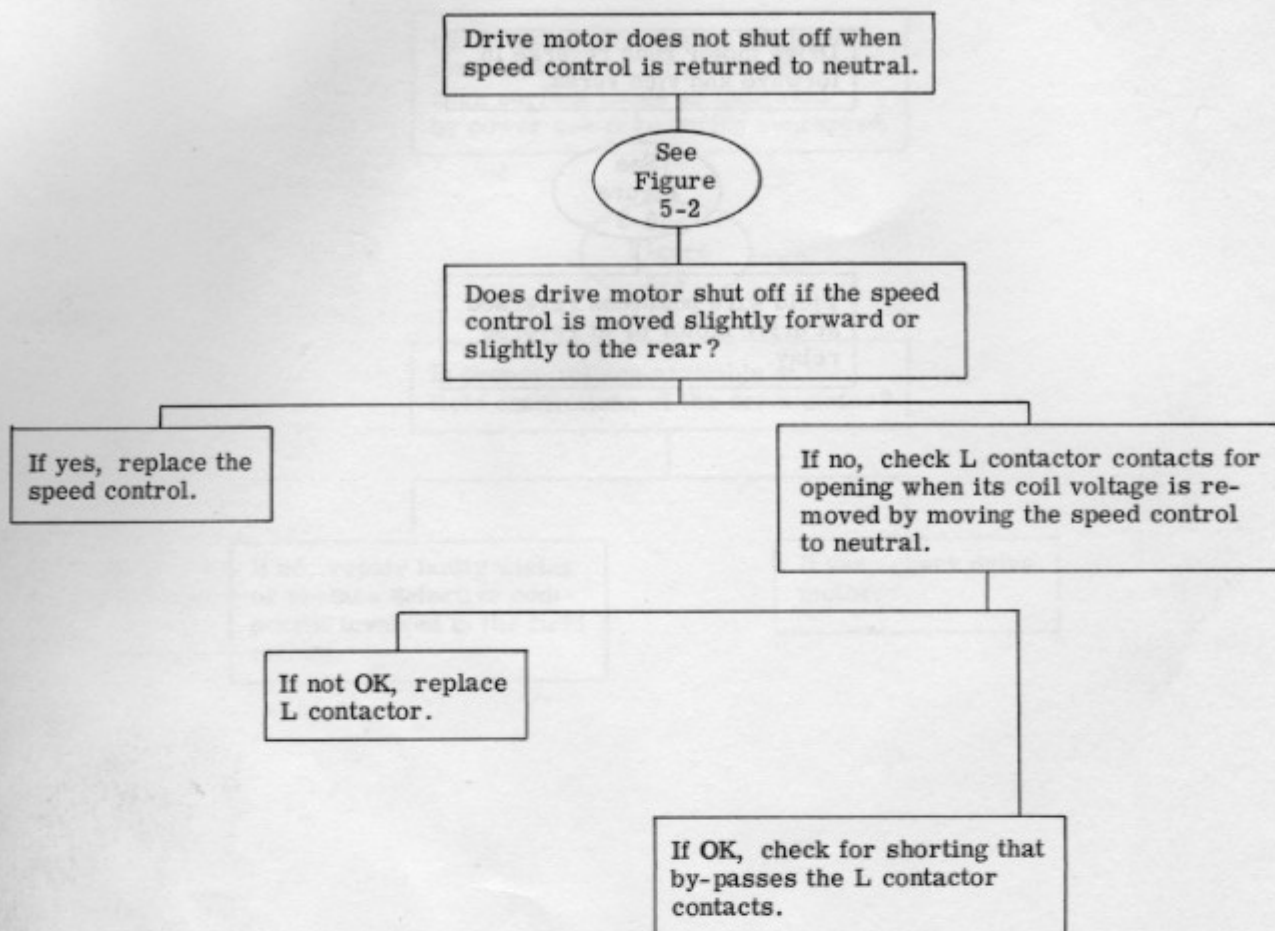 Drive motor does not shut off when
speed control is returned to neutral.
See
Figure
5-2
Does drive motor shut off if the speed
control is moved slightly forward or
slightly to the rear?
If yes, replace the
speed control.
If no, check L contactor contacts for
opening when its coil voltage is re-
moved by moving the speed control
to neutral.
If not OK, replace
L contactor.
If OK, check for shorting that
by-passes the L contactor
contacts.